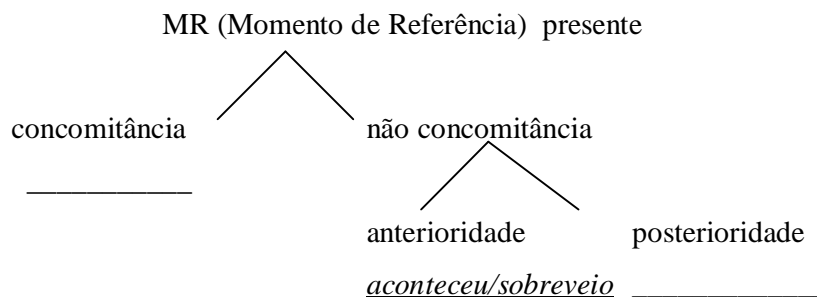 MR (Momento de Referência) presente
concomitância não concomitância
anterioridade posterioridade
aconteceu/sobreveio